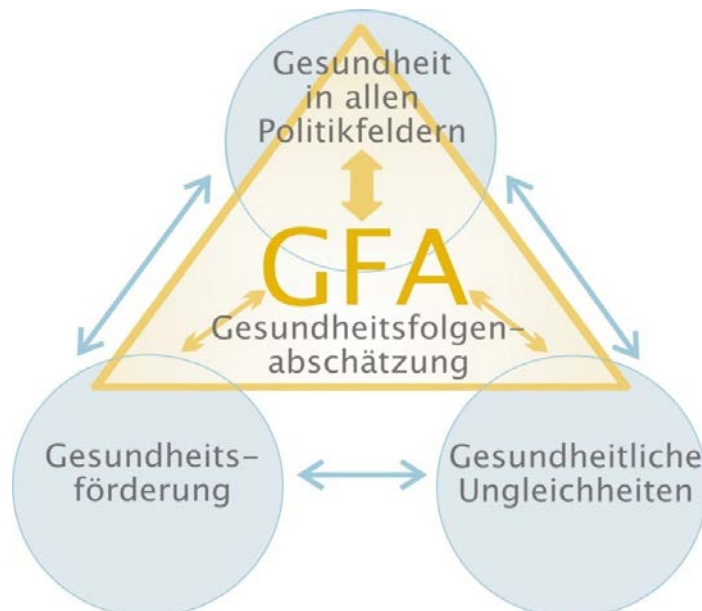 Gesundheit
in allen
Politikfeldern
GFA
Gesundheitsfolgen-
abschätzung
Gesundheits-
förderung
Gesundheitliche
Ungleichheiten